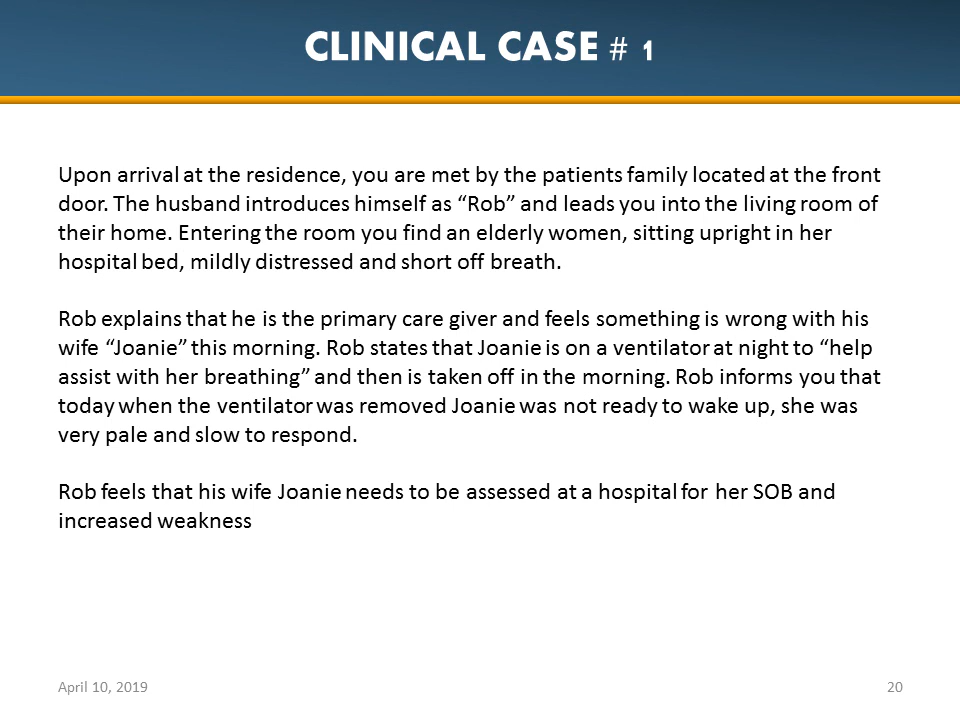 CLINICAL CASE # 1
Upon arrival at the residence, you are met by the patients family located at the front
door. The husband introduces himself as “Rob” and leads you into the living room of
their home. Entering the room you find an elderly women, sitting upright in her
hospital bed, mildly distressed and short off breath.
Rob explains that he is the primary care giver and feels something is wrong with his
wife “Joanie” this morning. Rob states that Joanie is on a ventilator at night to “help
assist with her breathing” and then is taken off in the morning. Rob informs you that
today when the ventilator was removed Joanie was not ready to wake up, she was
very pale and slow to respond.
Rob feels that his wife Joanie needs to be assessed at a hospital for her SOB and
increased weakness
April 10, 2019
20